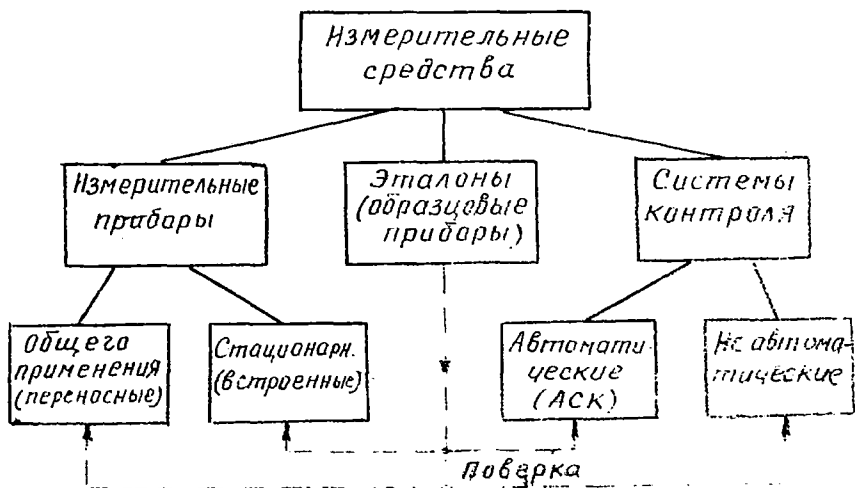 Измерительные
средства
Измерительные
приборы
Эталоны
(образцовые
приборы)
Системы
контроля
Общего
применения
(переносные)
Стационарн.
(встроенные)
Автомати-
ческие
(АСК)
Не автома-
тические
Поверка